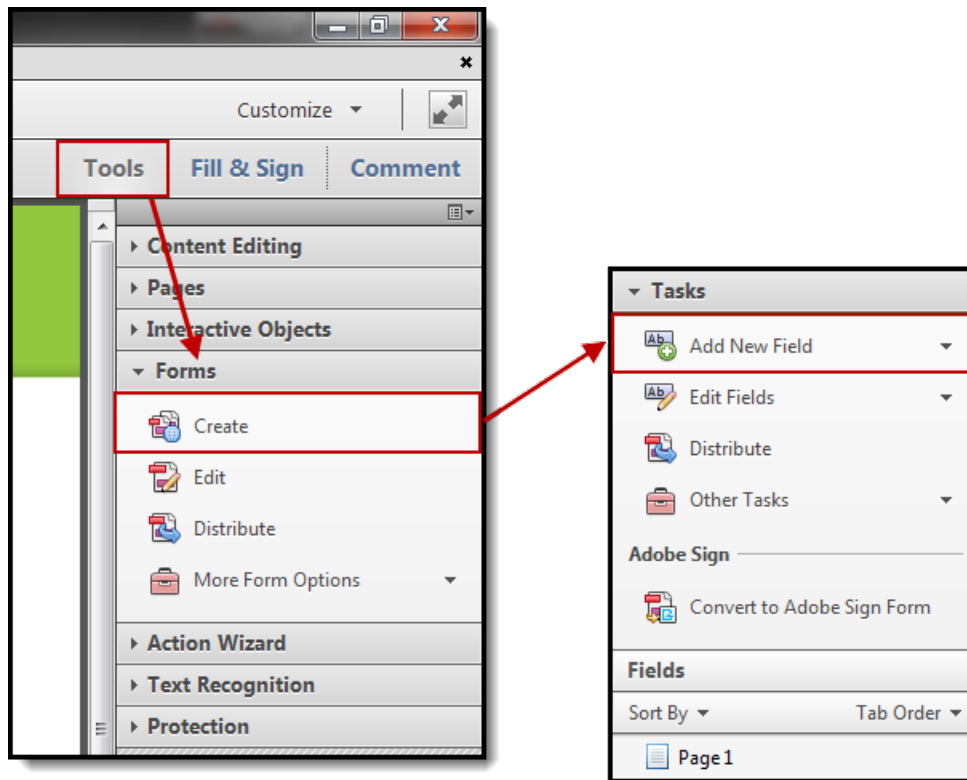 Customize
Tools
Fill & Sign
Comment
Content Editing
Pages
Interactive Objects
Forms
Create
Edit
Distribute
More Form Options
Action Wizard
Text Recognition
Protection
Tasks
Add New Field
Edit Fields
Distribute
Other Tasks
Adobe Sign
Convert to Adobe Sign Form
Fields
Sort By
Tab Order
Page 1